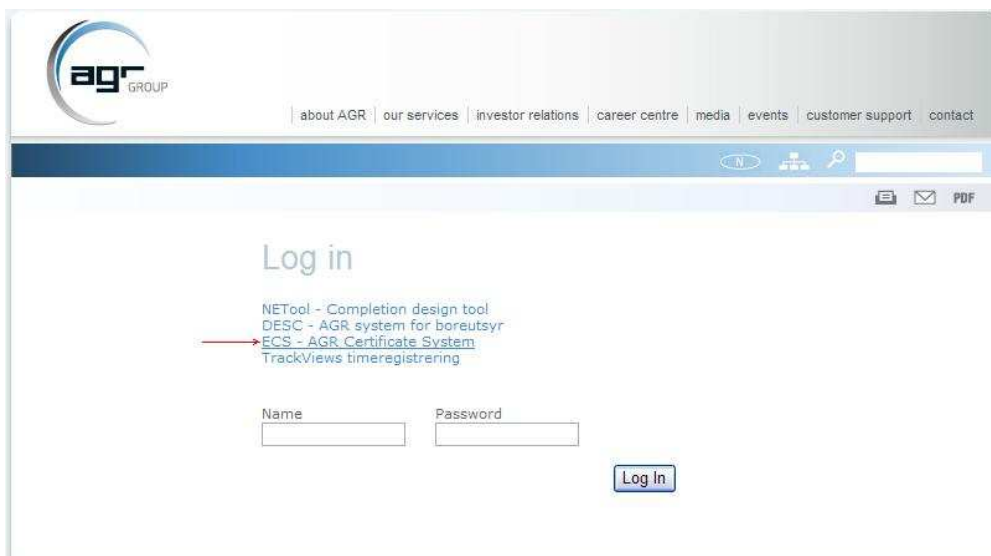 agr GROUP
about AGR our services investor relations career centre media events customer support contact
N
PDF
Log in
NETool - Completion design tool
DESC - AGR system for boreutsyr
ECS - AGR Certificate System
TrackViews timeregistrering
Name Password
Log In